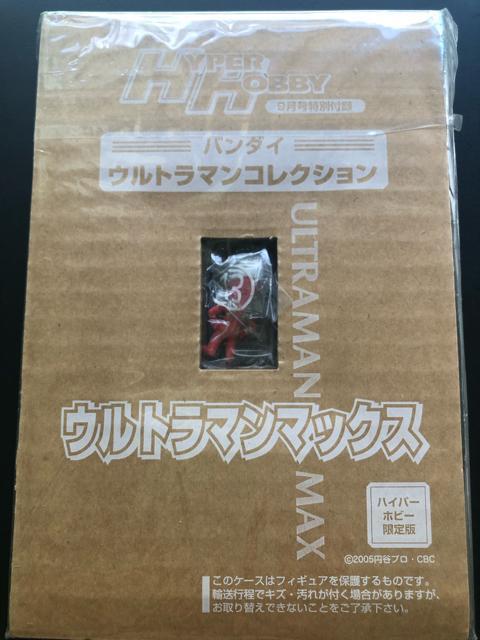 HYPER
HOBBY
9月号特別付録
バンダイ
ウルトラマンコレクション
ULTRAMAN MAX
3
ウルトラマンマックス
ハイパー
ホビー
限定版
©2005円谷プロ・CBC
このケースはフィギュアを保護するものです。
輸送行程でキズ・汚れが付く場合がありますが、
お取り替えできないことをご了承下さい。